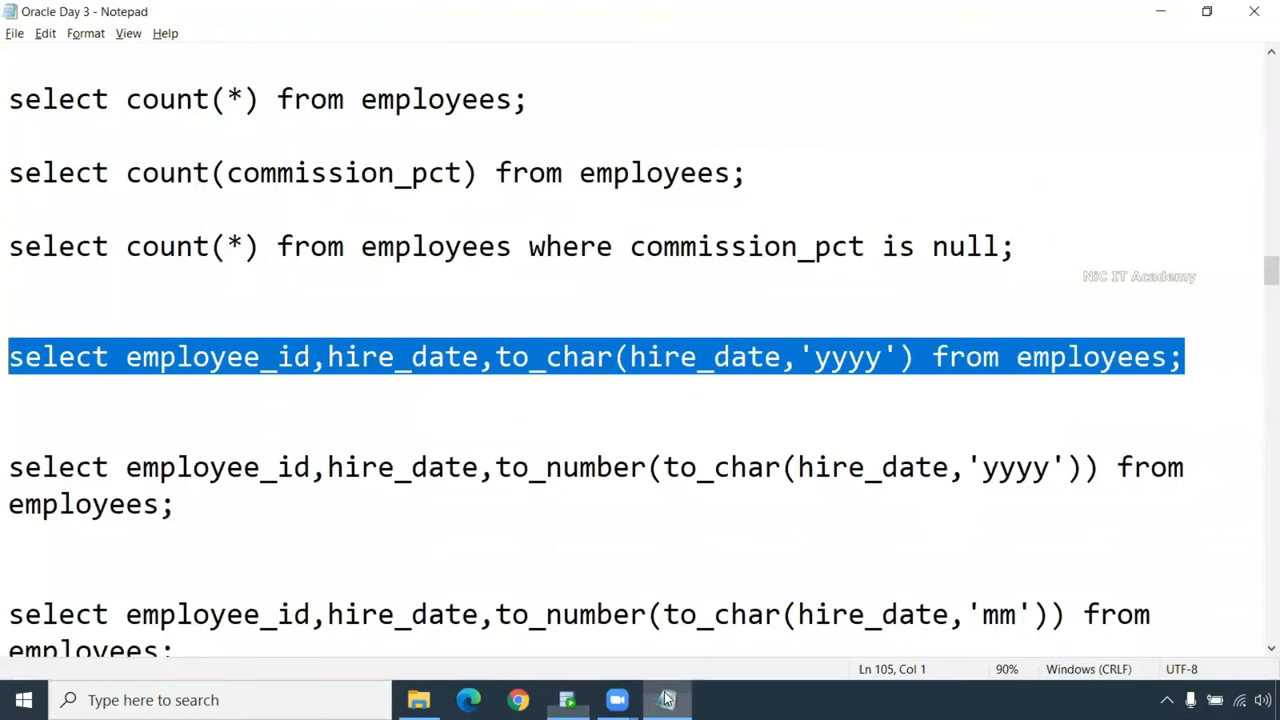 Oracle Day 3 - Notepad
File Edit Format View Help
select count(*) from employees;
select count(commission_pct) from employees;
select count(*) from employees where commission_pct is null;
NiC IT Academy
select employee_id,hire_date,to_char(hire_date,'yyyy') from employees;
select employee_id,hire_date,to_number(to_char(hire_date,'yyyy')) from
employees;
select employee_id,hire_date,to_number(to_char(hire_date,'mm')) from
employees;
Ln 105, Col 1 90% Windows (CRLF) UTF-8
Type here to search